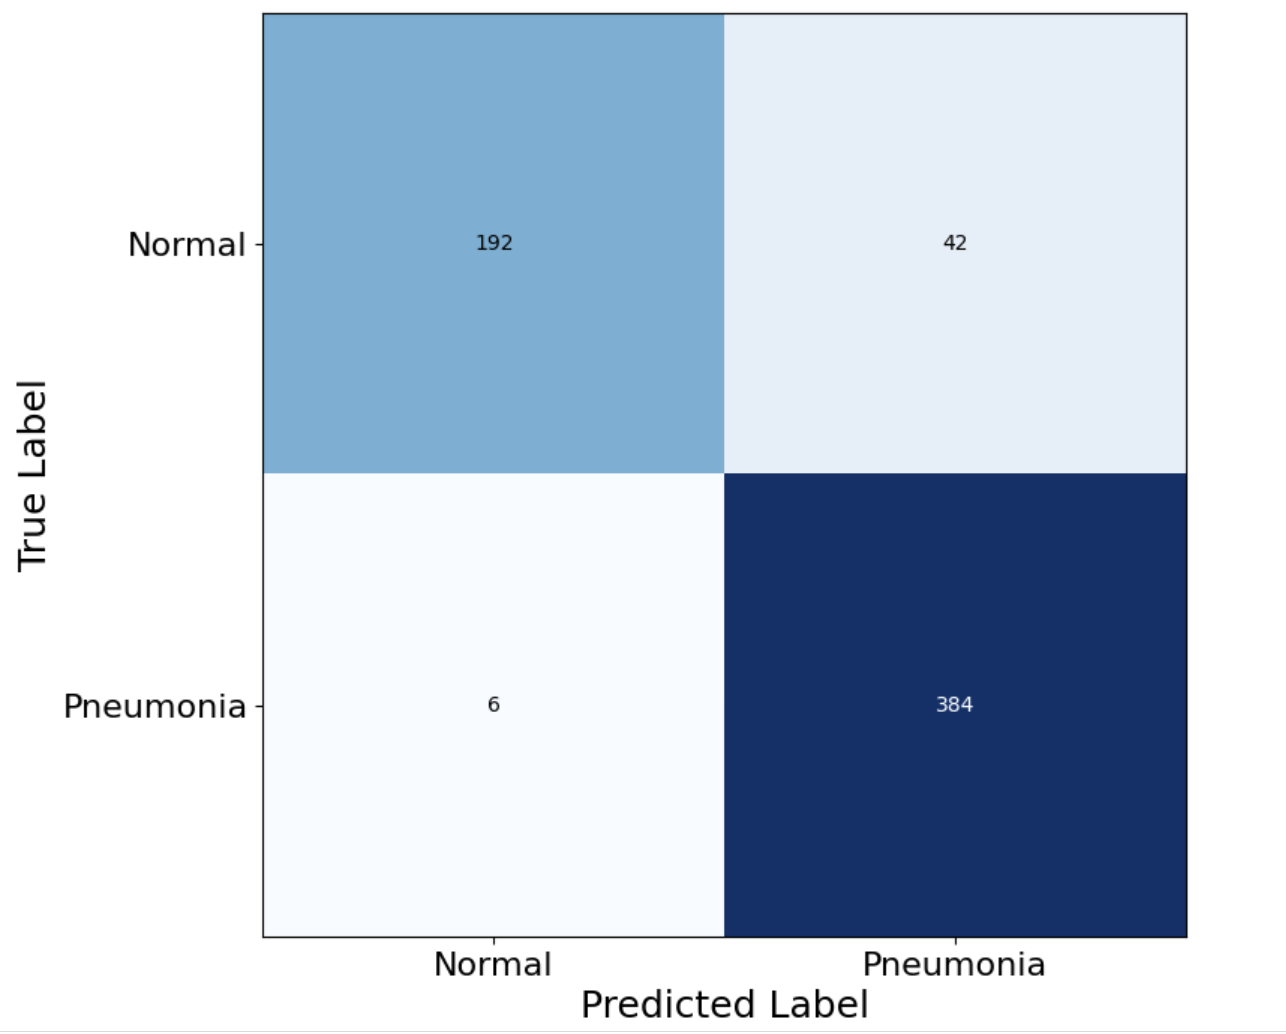 True Label
Normal
192
42
Pneumonia
6
384
Normal
Pneumonia
Predicted Label